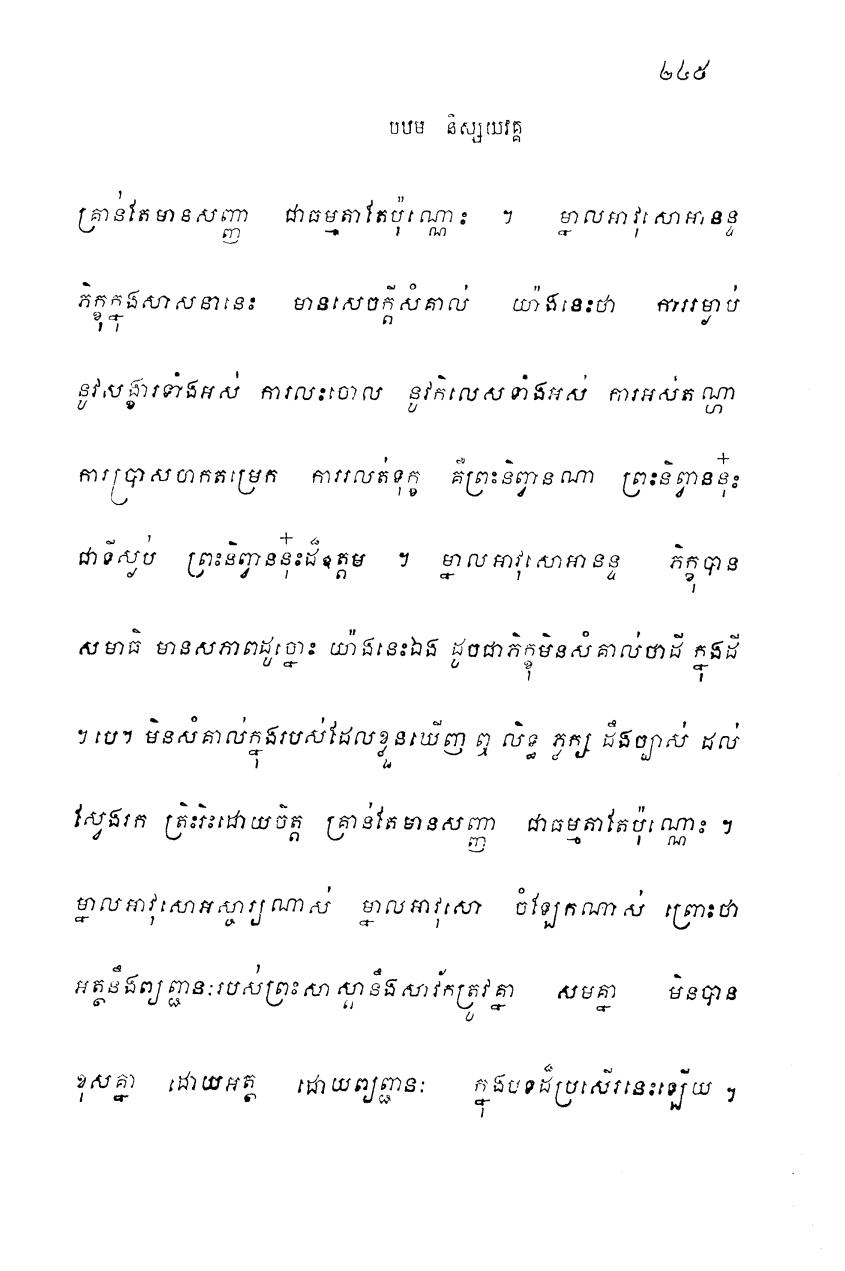 ២៤៥
បឋម និស្សយវគ្គ
គ្រាន់តែមានសញ្ញា ជាធម្មតាតែប៉ុណ្ណោះ ។ ម្នាលអាវុសោអានន្ទ
ភិក្ខុក្នុងសាសនានេះ មានសេចក្តីសំគាល់ យ៉ាងនេះថា ការរម្ងាប់
នូវសង្ខារទាំងអស់ ការលះចោល នូវកិលេសទាំងអស់ ការអស់តណ្ហា
ការប្រាសចាកតម្រេក ការរលត់ទុក្ខ គឺព្រះនិព្វានណា ព្រះនិព្វាននុ៎ះ
ជាទីស្ងប់ ព្រះនិព្វាននុ៎ះដ៏ឧត្តម ។ ម្នាលអាវុសោអានន្ទ ភិក្ខុបាន
សមាធិ មានសភាពដូច្នោះ យ៉ាងនេះឯង ដូចជាភិក្ខុមិនសំគាល់ថាដី ក្នុងដី
។ បេ។ មិនសំគាល់ក្នុងរបស់ដែលខ្លួនឃើញ ឮ លិទ្ធ ភ្ងក្ស ដឹងច្បាស់ ដល់
ស្វែងរក ត្រិះរិះដោយចិត្ត គ្រាន់តែមានសញ្ញា ជាធម្មតាតែប៉ុណ្ណោះ ។
ម្នាលអាវុសោអស្ចារ្យណាស់ ម្នាលអាវុសោ ចំឡែកណាស់ ព្រោះថា
អត្ថនឹងព្យញ្ជនៈរបស់ព្រះសាស្តានឹងសាវ័កត្រូវគ្នា សមគ្នា មិនបាន
ខុសគ្នា ដោយអត្ថ ដោយព្យញ្ជនៈ ក្នុងបទដ៏ប្រសើរនេះឡើយ ។